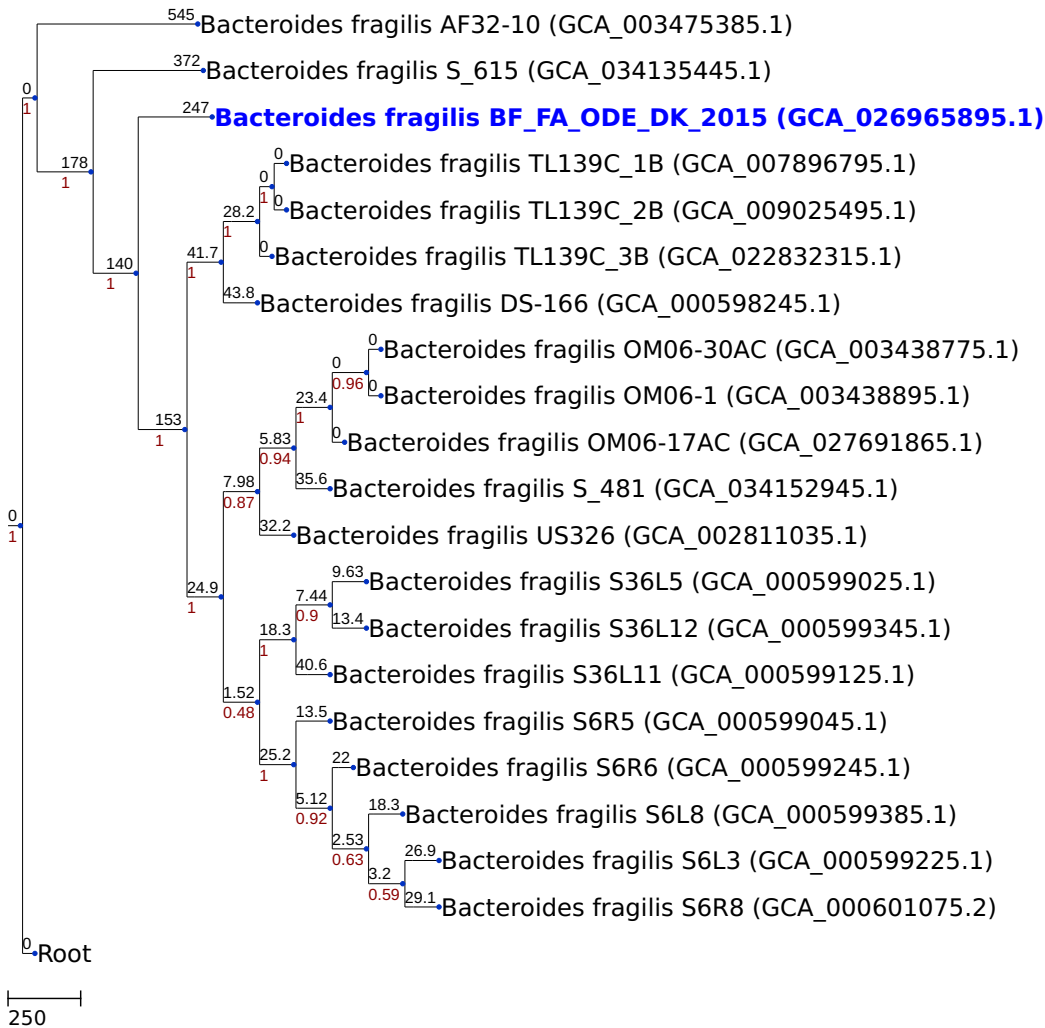 545
Bacteroides fragilis AF32-10 (GCA_003475385.1)
372
Bacteroides fragilis S_615 (GCA_034135445.1)
0
1
247
Bacteroides fragilis BF_FA_ODE_DK_2015 (GCA_026965895.1)
178
1
0
Bacteroides fragilis TL139C_1B (GCA_007896795.1)
0
1
0
Bacteroides fragilis TL139C_2B (GCA_009025495.1)
28.2
1
0
Bacteroides fragilis TL139C_3B (GCA_022832315.1)
140
1
41.7
1
43.8
Bacteroides fragilis DS-166 (GCA_000598245.1)
0
Bacteroides fragilis OM06-30AC (GCA_003438775.1)
0
0.96
0
Bacteroides fragilis OM06-1 (GCA_003438895.1)
23.4
1
153
1
0
Bacteroides fragilis OM06-17AC (GCA_027691865.1)
5.83
0.94
35.6
Bacteroides fragilis S_481 (GCA_034152945.1)
7.98
0.87
0
1
32.2
Bacteroides fragilis US326 (GCA_002811035.1)
9.63
Bacteroides fragilis S36L5 (GCA_000599025.1)
24.9
1
7.44
0.9
13.4
Bacteroides fragilis S36L12 (GCA_000599345.1)
18.3
1
40.6
Bacteroides fragilis S36L11 (GCA_000599125.1)
1.52
0.48
13.5
Bacteroides fragilis S6R5 (GCA_000599045.1)
25.2
1
22
Bacteroides fragilis S6R6 (GCA_000599245.1)
5.12
0.92
18.3
Bacteroides fragilis S6L8 (GCA_000599385.1)
2.53
0.63
26.9
Bacteroides fragilis S6L3 (GCA_000599225.1)
3.2
0.59
29.1
Bacteroides fragilis S6R8 (GCA_000601075.2)
0
Root
250